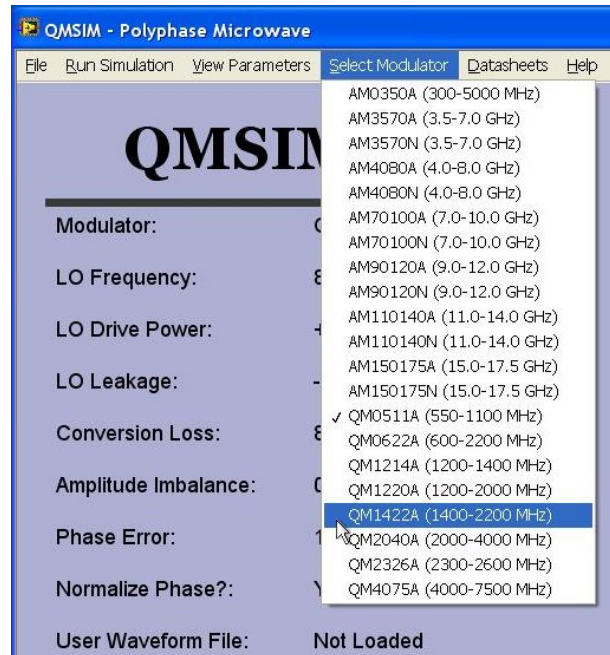 QMSIM - Polyphase Microwave
File Run Simulation View Parameters Select Modulator Datasheets Help
AM0350A (300-5000 MHz)
AM3570A (3.5-7.0 GHz)
AM3570N (3.5-7.0 GHz)
AM4080A (4.0-8.0 GHz)
AM4080N (4.0-8.0 GHz)
AM70100A (7.0-10.0 GHz)
AM70100N (7.0-10.0 GHz)
AM90120A (9.0-12.0 GHz)
AM90120N (9.0-12.0 GHz)
AM110140A (11.0-14.0 GHz)
AM110140N (11.0-14.0 GHz)
AM150175A (15.0-17.5 GHz)
AM150175N (15.0-17.5 GHz)
✓ QM0511A (550-1100 MHz)
QM0622A (600-2200 MHz)
QM1214A (1200-1400 MHz)
QM1220A (1200-2000 MHz)
QM1422A (1400-2200 MHz)
QM2040A (2000-4000 MHz)
QM2326A (2300-2600 MHz)
QM4075A (4000-7500 MHz)
Modulator:
LO Frequency:
LO Drive Power:
LO Leakage:
Conversion Loss:
Amplitude Imbalance:
Phase Error:
Normalize Phase?:
User Waveform File: Not Loaded